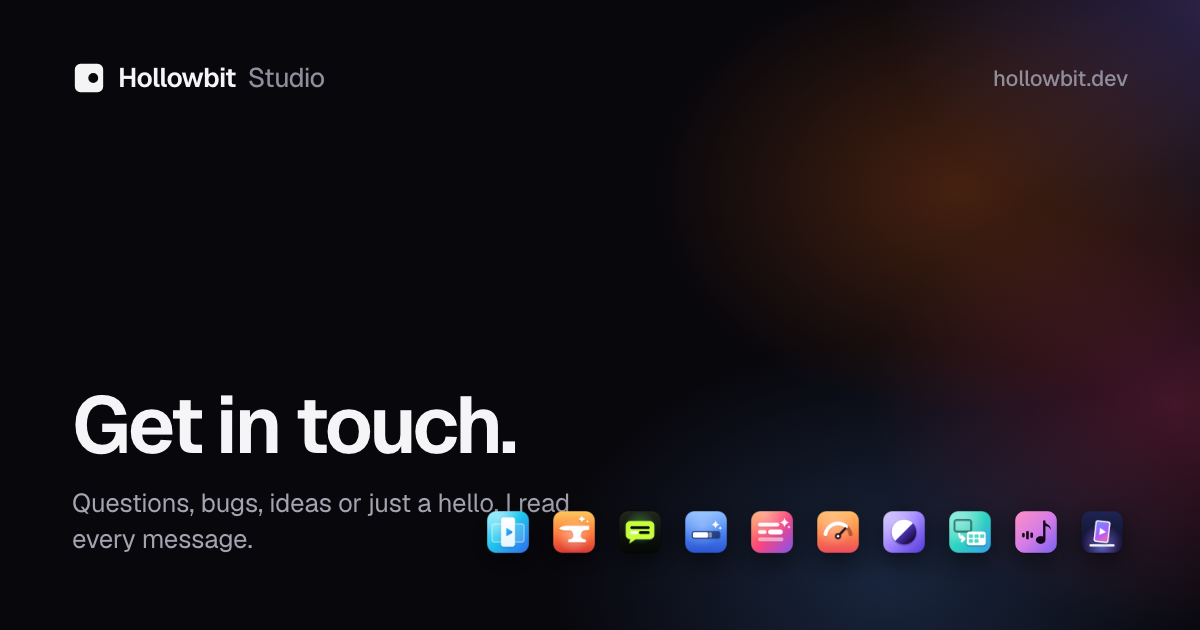 Hollowbit Studio
hollowbit.dev
Get in touch.
Questions, bugs, ideas or just a hello. I read
every message.